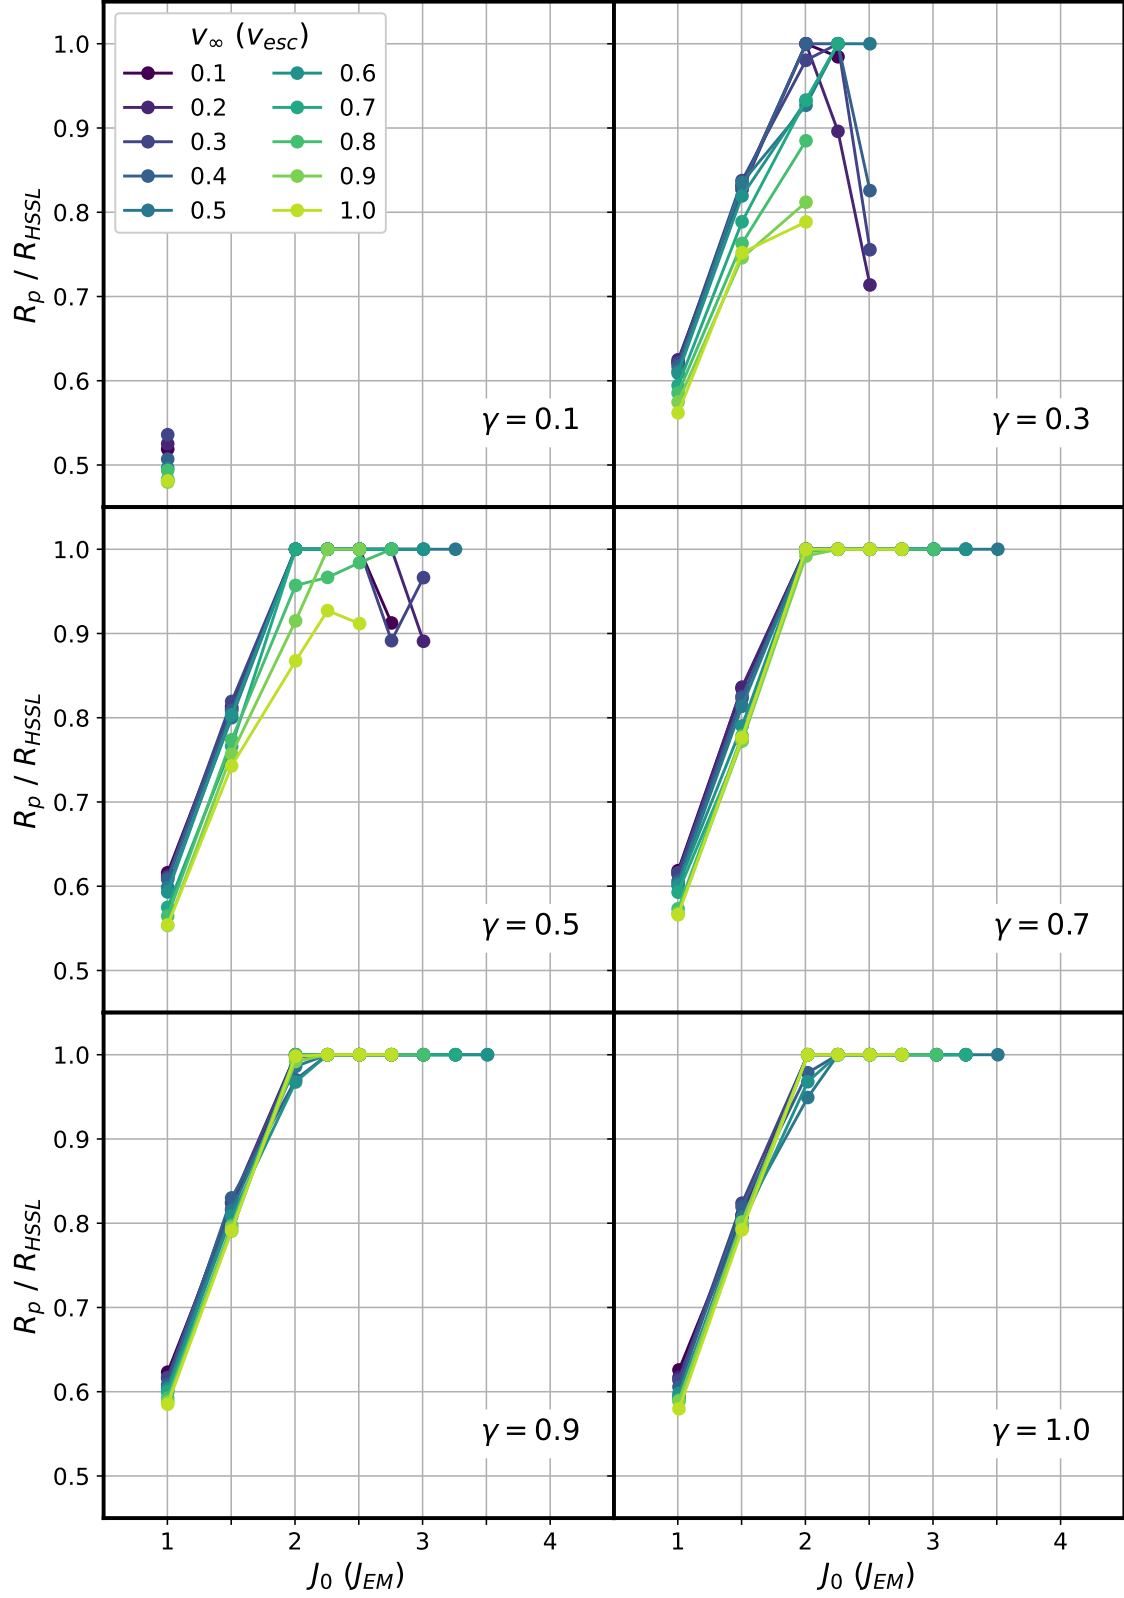 v∞ (vesc)
0.1 0.6
0.2 0.7
0.3 0.8
0.4 0.9
0.5 1.0
1.0
0.9
0.8
0.7
0.6
0.5
Rp / RHSSL
γ = 0.1
γ = 0.3
1.0
0.9
0.8
0.7
0.6
0.5
Rp / RHSSL
γ = 0.5
γ = 0.7
1.0
0.9
0.8
0.7
0.6
0.5
Rp / RHSSL
γ = 0.9
γ = 1.0
1 2 3 4
1 2 3 4
J0 (JEM)
J0 (JEM)